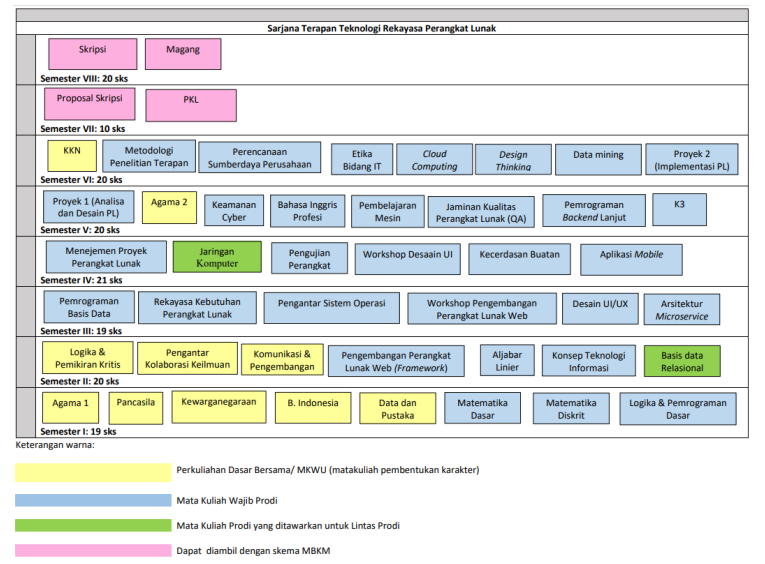 Sarjana Terapan Teknologi Rekayasa Perangkat Lunak
Skripsi
Magang
Semester VIII: 20 sks
Proposal Skripsi
PKL
Semester VII: 10 sks
KKN
Metodologi
Penelitian Terapan
Perencanaan
Sumberdaya Perusahaan
Etika
Bidang IT
Cloud
Computing
Design
Thinking
Data mining
Proyek 2
(Implementasi PL)
Semester VI: 20 sks
Proyek 1 (Analisa
dan Desain PL)
Agama 2
Keamanan
Cyber
Bahasa Inggris
Profesi
Pembelajaran
Mesin
Jaminan Kualitas
Perangkat Lunak (QA)
Pemrograman
Backend Lanjut
K3
Semester V: 20 sks
Menejemen Proyek
Perangkat Lunak
Jaringan
Komputer
Pengujian
Perangkat
Workshop Desaain UI
Kecerdasan Buatan
Aplikasi Mobile
Semester IV: 21 sks
Pemrograman
Basis Data
Rekayasa Kebutuhan
Perangkat Lunak
Pengantar Sistem Operasi
Workshop Pengembangan
Perangkat Lunak Web
Desain UI/UX
Arsitektur
Microservice
Semester III: 19 sks
Logika &
Pemikiran Kritis
Pengantar
Kolaborasi Keilmuan
Komunikasi &
Pengembangan
Pengembangan Perangkat
Lunak Web (Framework)
Aljabar
Linier
Konsep Teknologi
Informasi
Basis data
Relasional
Semester II: 20 sks
Agama 1
Pancasila
Kewarganegaraan
B. Indonesia
Data dan
Pustaka
Matematika
Dasar
Matematika
Diskrit
Logika & Pemrograman
Dasar
Semester I: 19 sks
Keterangan warna:
Perkuliahan Dasar Bersama/ MKWU (matakuliah pembentukan karakter)
Mata Kuliah Wajib Prodi
Mata Kuliah Prodi yang ditawarkan untuk Lintas Prodi
Dapat diambil dengan skema MBKM